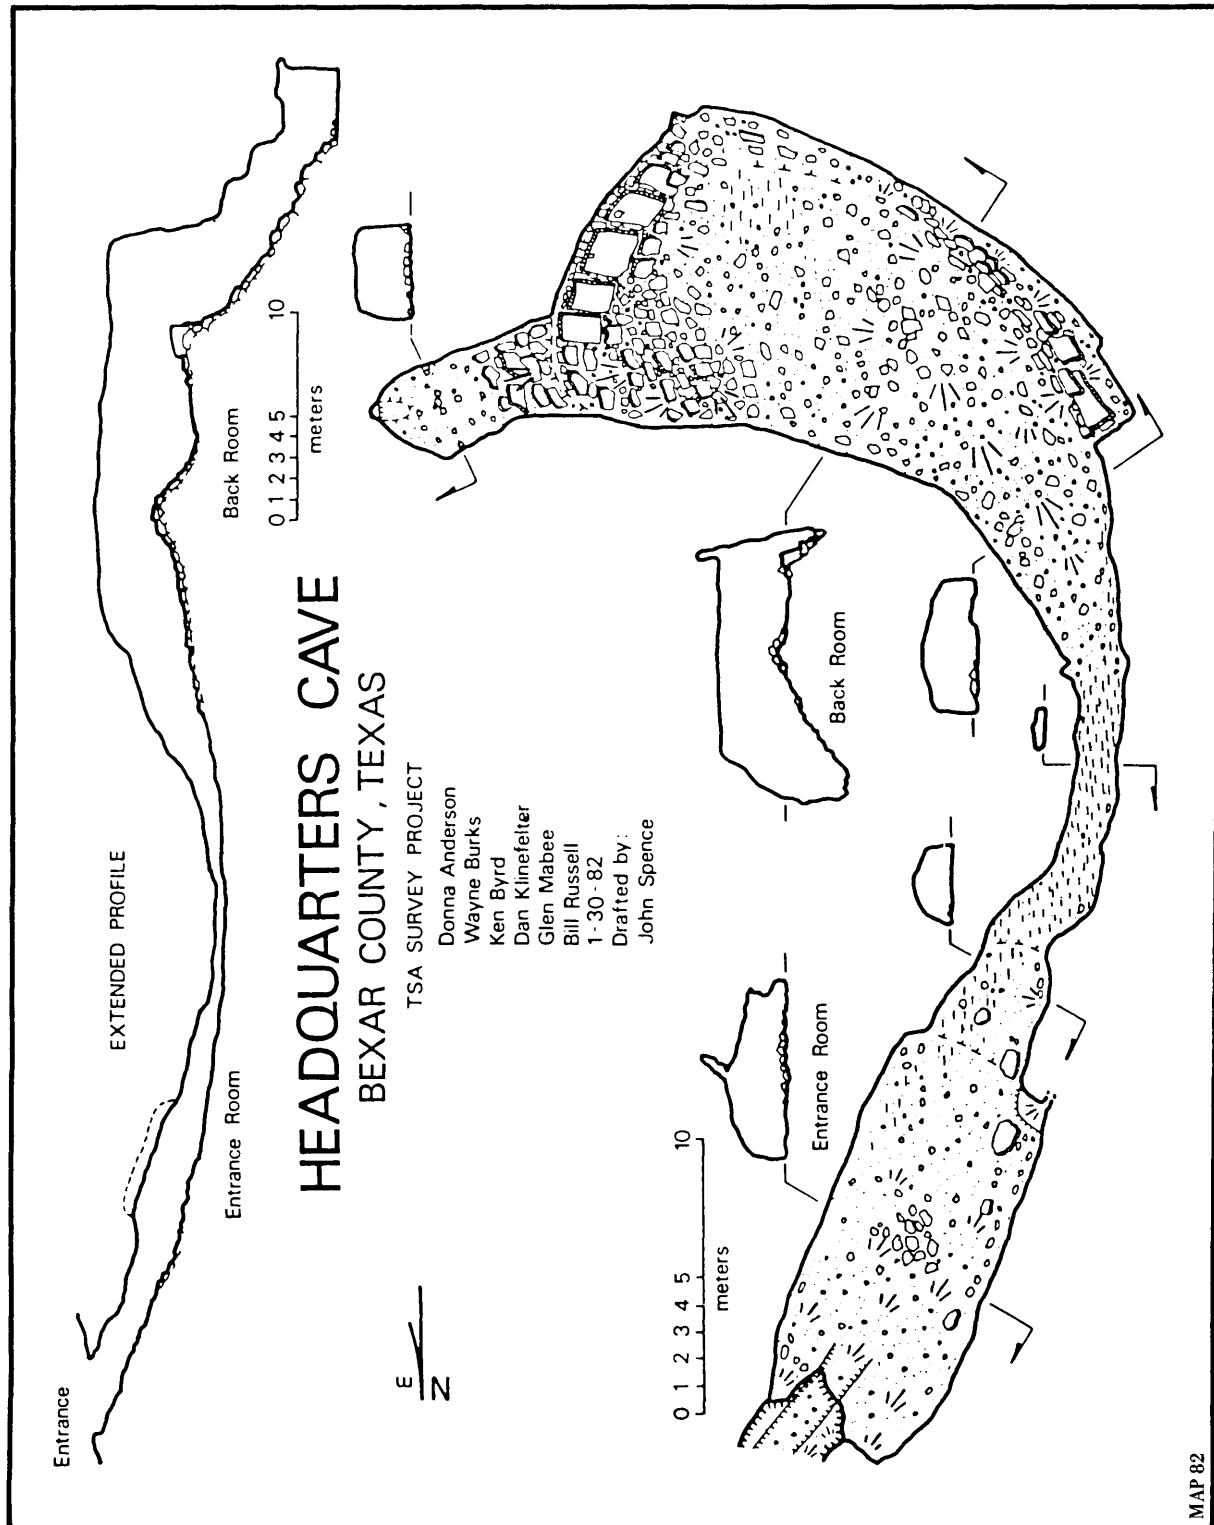 Entrance
EXTENDED PROFILE
Entrance Room
Back Room
0 1 2 3 4 5 10
meters
HEADQUARTERS CAVE
BEXAR COUNTY, TEXAS
TSA SURVEY PROJECT
Donna Anderson
Wayne Burks
Ken Byrd
Dan Klinefelter
Glen Mabee
Bill Russell
1-30-82
Drafted by:
John Spence
E
N
0 1 2 3 4 5 10
meters
Entrance Room
Back Room
MAP 82